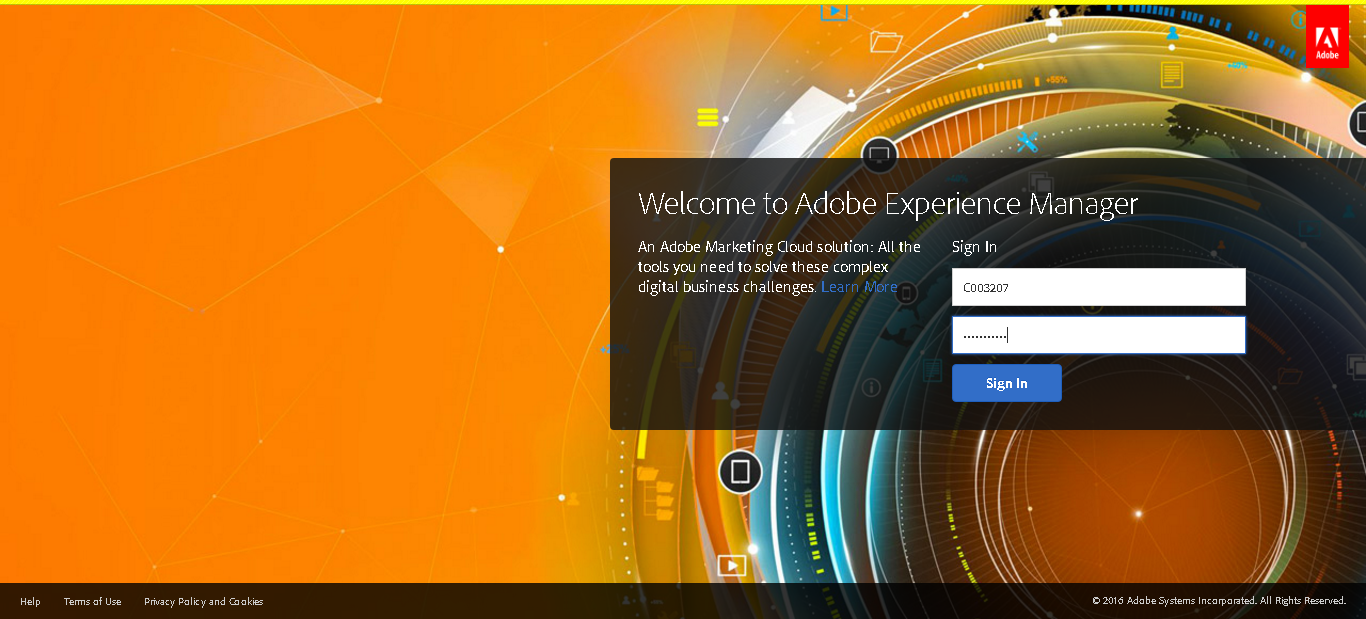 +55%
Adobe
Welcome to Adobe Experience Manager
An Adobe Marketing Cloud solution: All the
tools you need to solve these complex
digital business challenges. Learn More
Sign In
C003207
...........
Sign In
Help
Terms of Use
Privacy Policy and Cookies
© 2016 Adobe Systems Incorporated. All Rights Reserved.